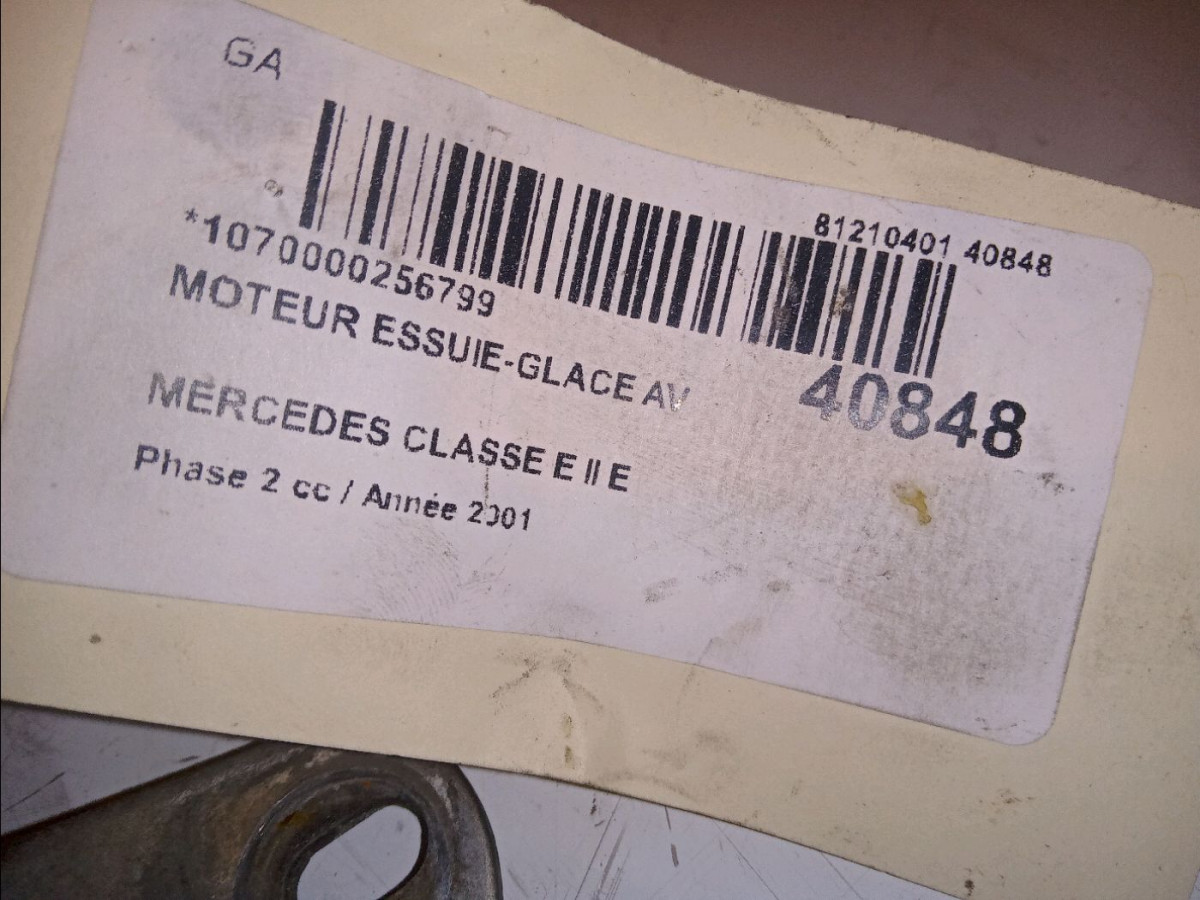 GA
81210401 40848
*1070000256799
MOTEUR ESSUIE-GLACE AV
40848
MERCEDES CLASSE E II E
Phase 2 cc / Année 2001